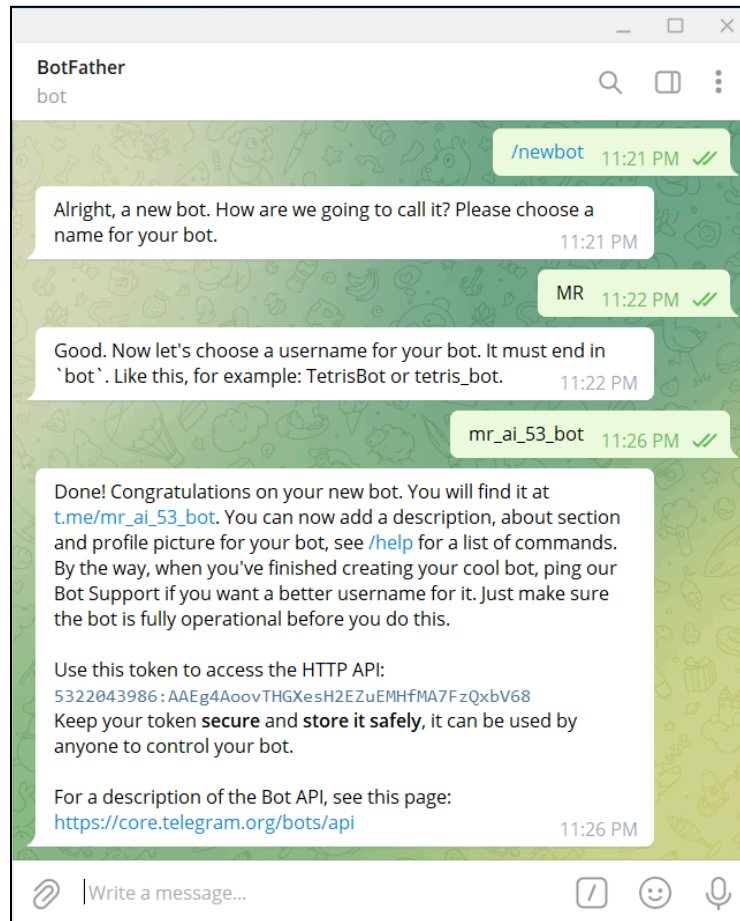 BotFather
bot
/newbot 11:21 PM
Alright, a new bot. How are we going to call it? Please choose a
name for your bot.
11:21 PM
MR 11:22 PM
Good. Now let's choose a username for your bot. It must end in
`bot`. Like this, for example: TetrisBot or tetris_bot.
11:22 PM
mr_ai_53_bot 11:26 PM
Done! Congratulations on your new bot. You will find it at
t.me/mr_ai_53_bot. You can now add a description, about section
and profile picture for your bot, see /help for a list of commands.
By the way, when you've finished creating your cool bot, ping our
Bot Support if you want a better username for it. Just make sure
the bot is fully operational before you do this.
Use this token to access the HTTP API:
5322043986:AAEg4AoovTHGXesH2EZuEMHfMA7FzQxbV68
Keep your token secure and store it safely, it can be used by
anyone to control your bot.
For a description of the Bot API, see this page:
https://core.telegram.org/bots/api
11:26 PM
Write a message...